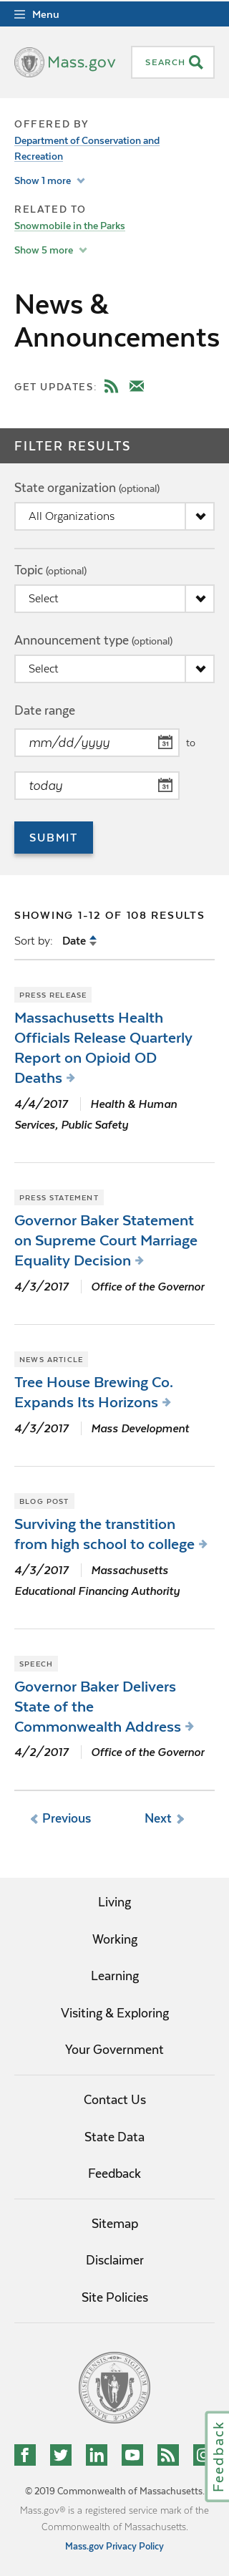 Menu
Mass.gov
SEARCH
OFFERED BY
Department of Conservation and
Recreation
Show 1 more
RELATED TO
Snowmobile in the Parks
Show 5 more
News &
Announcements
GET UPDATES:
FILTER RESULTS
State organization (optional)
All Organizations
Topic (optional)
Select
Announcement type (optional)
Select
Date range
mm/dd/yyyy
31
to
today
31
SUBMIT
SHOWING 1-12 OF 108 RESULTS
Sort by: Date
PRESS RELEASE
Massachusetts Health
Officials Release Quarterly
Report on Opioid OD
Deaths
4/4/2017 Health & Human
Services, Public Safety
PRESS STATEMENT
Governor Baker Statement
on Supreme Court Marriage
Equality Decision
4/3/2017 Office of the Governor
NEWS ARTICLE
Tree House Brewing Co.
Expands Its Horizons
4/3/2017 Mass Development
BLOG POST
Surviving the transtition
from high school to college
4/3/2017 Massachusetts
Educational Financing Authority
SPEECH
Governor Baker Delivers
State of the
Commonwealth Address
4/2/2017 Office of the Governor
Previous Next
Living
Working
Learning
Visiting & Exploring
Your Government
Contact Us
State Data
Feedback
Sitemap
Disclaimer
Site Policies
Feedback
© 2019 Commonwealth of Massachusetts.
Mass.gov® is a registered service mark of the
Commonwealth of Massachusetts.
Mass.gov Privacy Policy